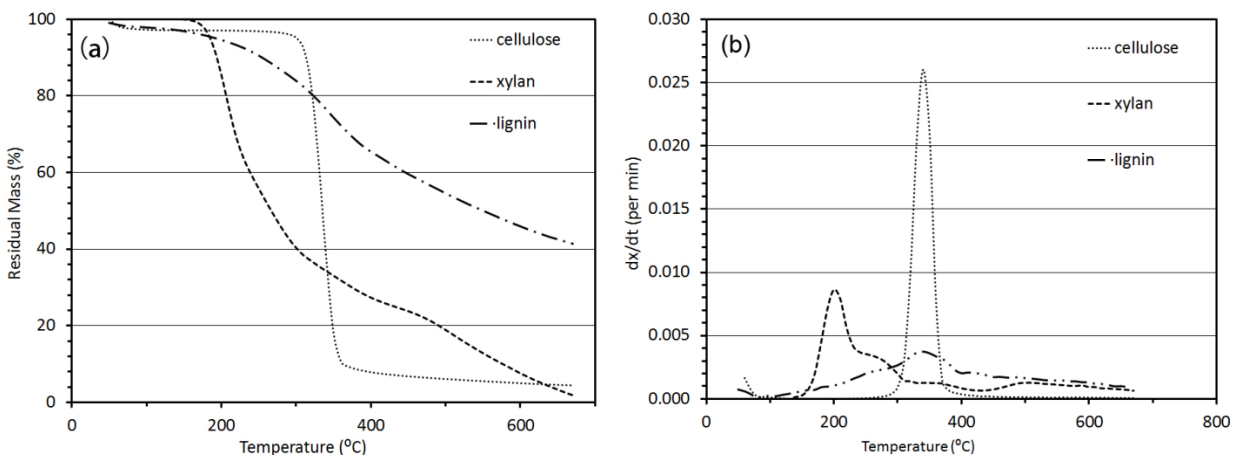 (a)
Residual Mass (%)
100
80
60
40
20
0
cellulose
xylan
lignin
0 200 400 600
Temperature (⁰C)
(b)
dx/dt (per min)
0.030
0.025
0.020
0.015
0.010
0.005
0.000
cellulose
xylan
lignin
0 200 400 600 800
Temperature (⁰C)